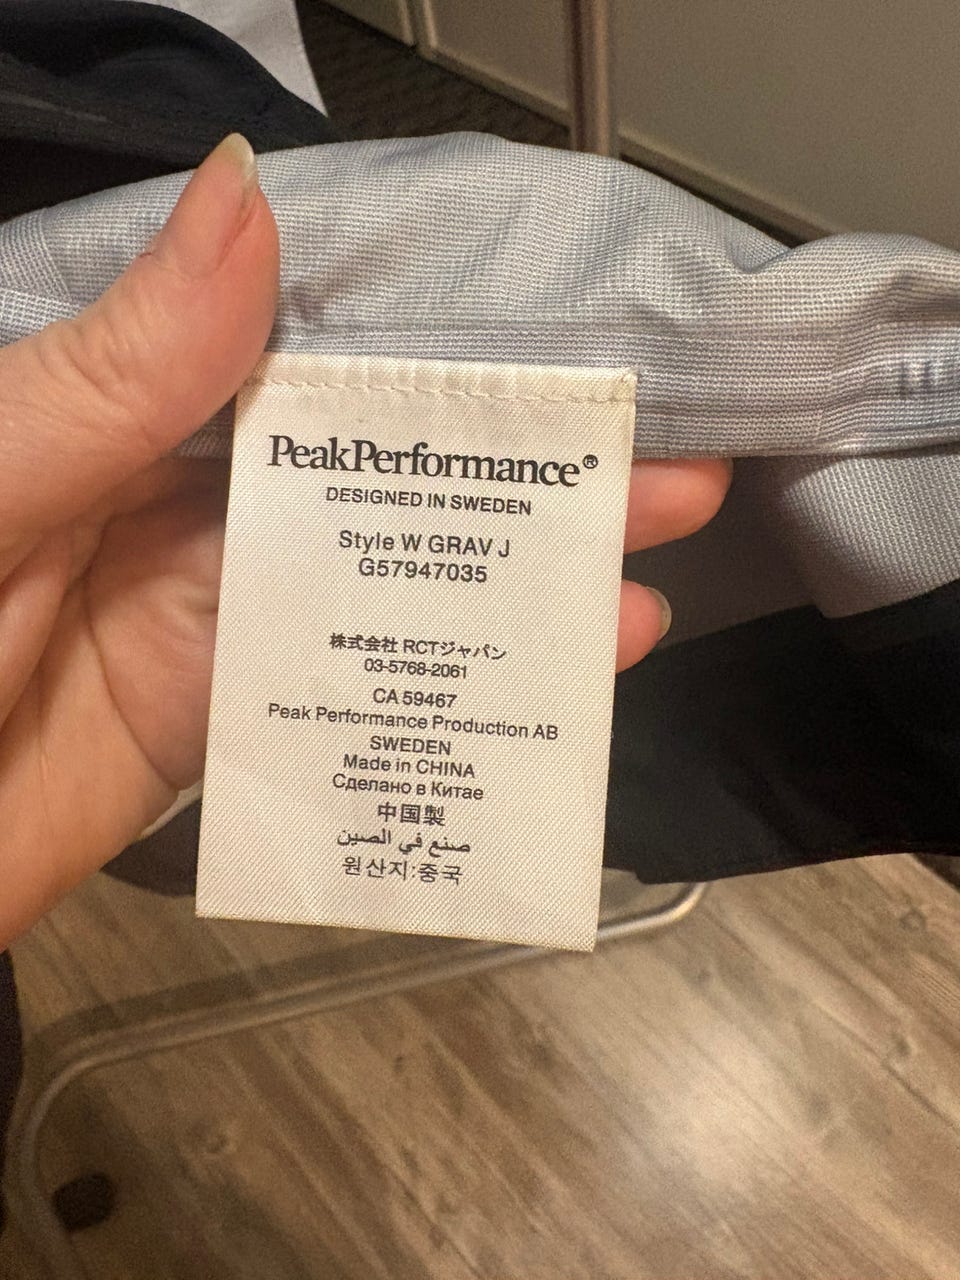 PeakPerformance®
DESIGNED IN SWEDEN
Style W GRAV J
G57947035
株式会社 RCTジャパン
03-5768-2061
CA 59467
Peak Performance Production AB
SWEDEN
Made in CHINA
Сделано в Китае
中国製
صنع في الصين
원산지:중국